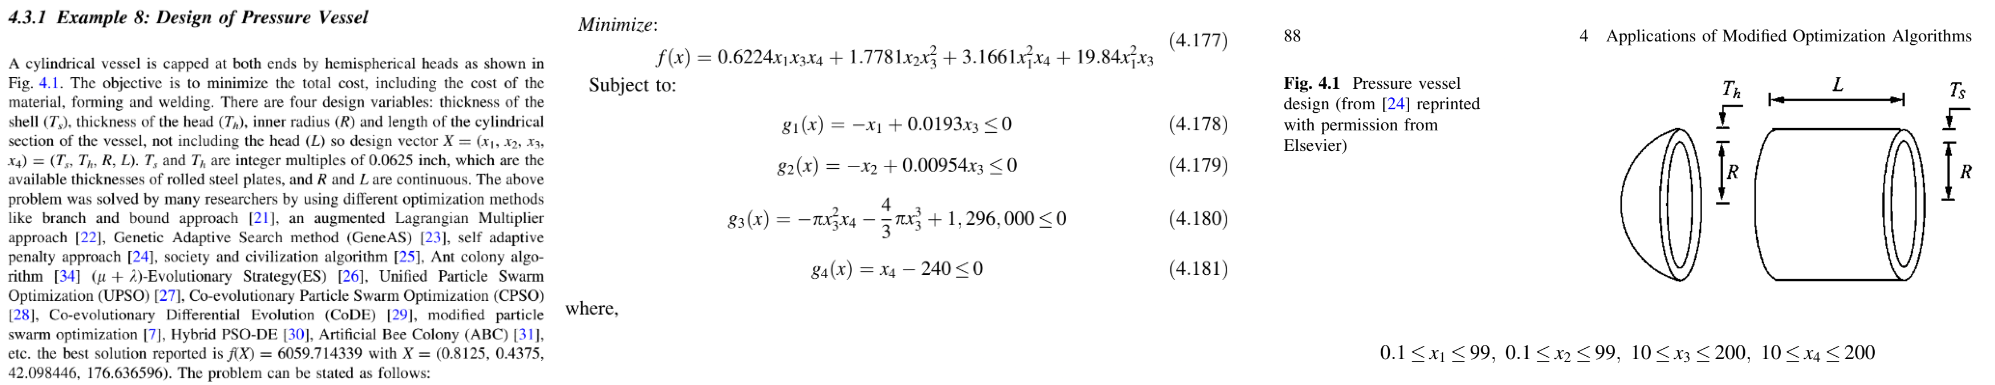 4.3.1 Example 8: Design of Pressure Vessel
A cylindrical vessel is capped at both ends by hemispherical heads as shown in
Fig. 4.1. The objective is to minimize the total cost, including the cost of the
material, forming and welding. There are four design variables: thickness of the
shell (Tₛ), thickness of the head (Tₕ), inner radius (R) and length of the cylindrical
section of the vessel, not including the head (L) so design vector X = (x₁, x₂, x₃,
x₄) = (Tₛ, Tₕ, R, L). Tₛ and Tₕ are integer multiples of 0.0625 inch, which are the
available thicknesses of rolled steel plates, and R and L are continuous. The above
problem was solved by many researchers by using different optimization methods
like branch and bound approach [21], an augmented Lagrangian Multiplier
approach [22], Genetic Adaptive Search method (GeneAS) [23], self adaptive
penalty approach [24], society and civilization algorithm [25], Ant colony algo-
rithm [34] (μ + λ)-Evolutionary Strategy(ES) [26], Unified Particle Swarm
Optimization (UPSO) [27], Co-evolutionary Particle Swarm Optimization (CPSO)
[28], Co-evolutionary Differential Evolution (CoDE) [29], modified particle
swarm optimization [7], Hybrid PSO-DE [30], Artificial Bee Colony (ABC) [31],
etc. the best solution reported is f(X) = 6059.714339 with X = (0.8125, 0.4375,
42.098446, 176.636596). The problem can be stated as follows:
Minimize:
f(x) = 0.6224x₁x₃x₄ + 1.7781x₂x₃² + 3.1661x₁²x₄ + 19.84x₁²x₃ (4.177)
Subject to:
g₁(x) = −x₁ + 0.0193x₃ ≤ 0 (4.178)
g₂(x) = −x₂ + 0.00954x₃ ≤ 0 (4.179)
g₃(x) = −πx₃²x₄ − 4/3 πx₃³ + 1, 296, 000 ≤ 0 (4.180)
g₄(x) = x₄ − 240 ≤ 0 (4.181)
where,
88 4 Applications of Modified Optimization Algorithms
Fig. 4.1 Pressure vessel
design (from [24] reprinted
with permission from
Elsevier)
Tₕ L Tₛ
R R
0.1 ≤ x₁ ≤ 99, 0.1 ≤ x₂ ≤ 99, 10 ≤ x₃ ≤ 200, 10 ≤ x₄ ≤ 200